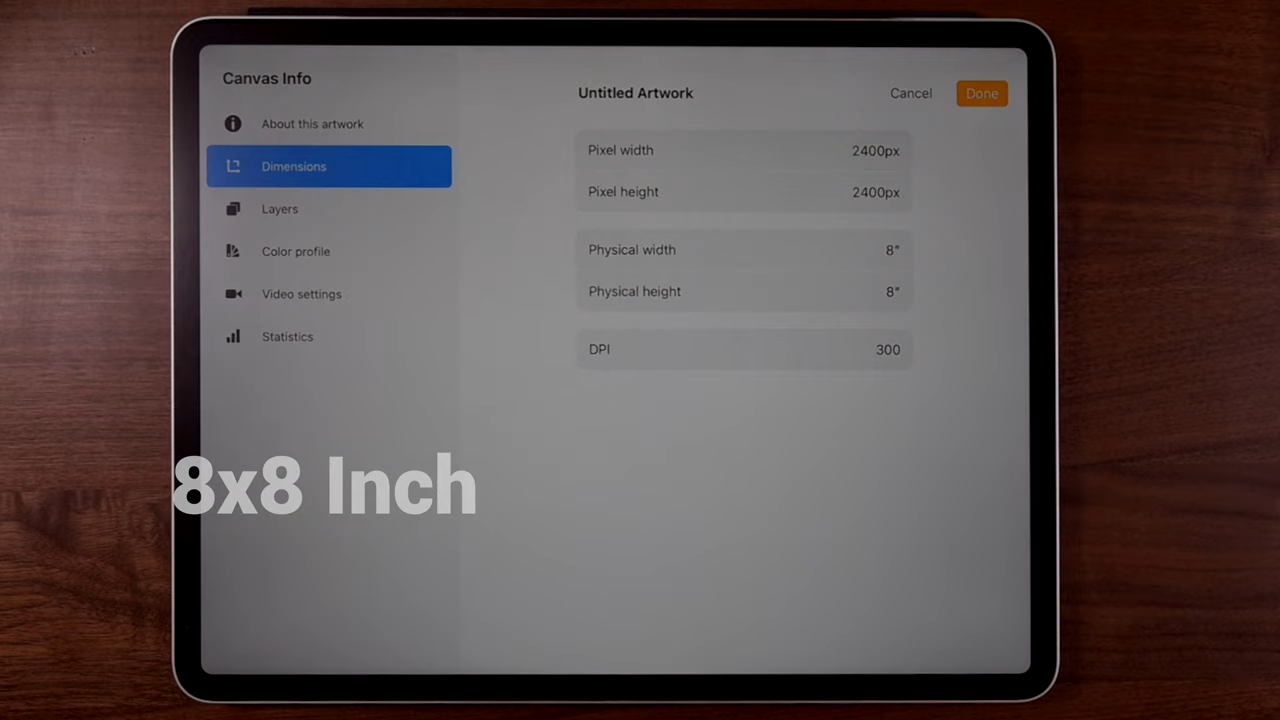 Canvas Info
About this artwork
Dimensions
Layers
Color profile
Video settings
Statistics
Untitled Artwork
Cancel
Done
Pixel width 2400px
Pixel height 2400px
Physical width 8"
Physical height 8"
DPI 300
8x8 Inch